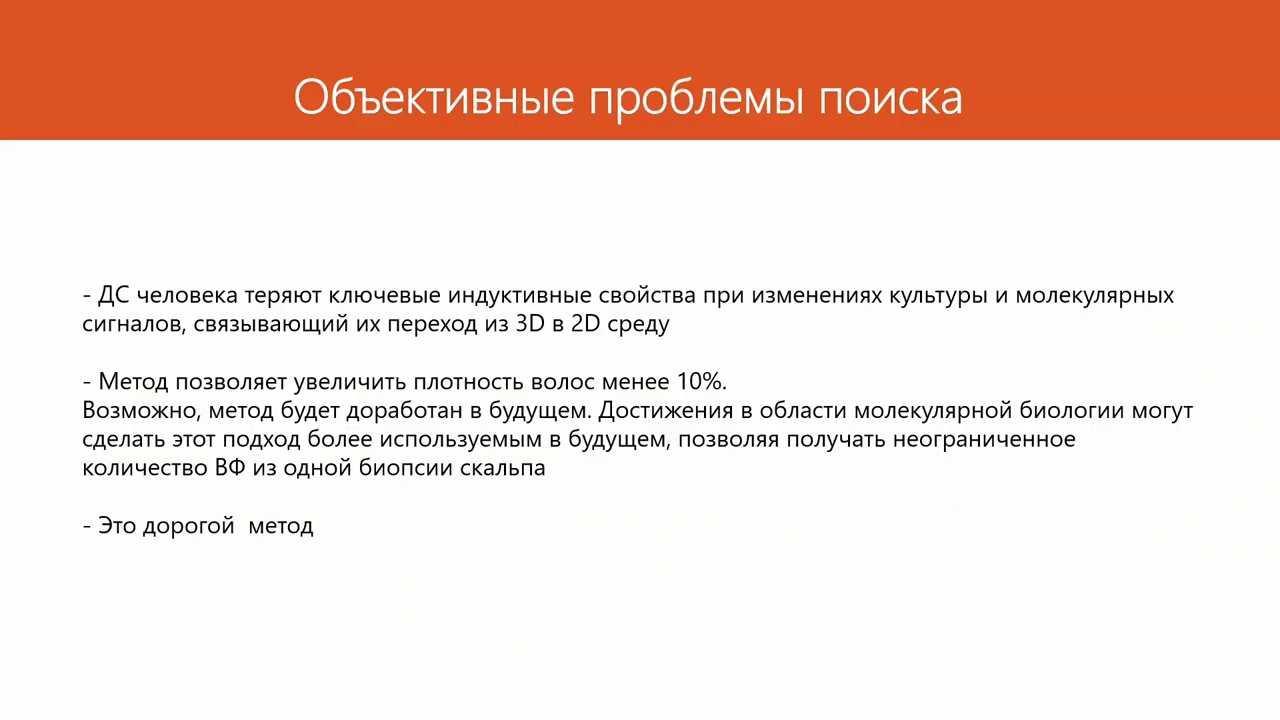 Объективные проблемы поиска
- ДС человека теряют ключевые индуктивные свойства при изменениях культуры и молекулярных
сигналов, связывающий их переход из 3D в 2D среду
- Метод позволяет увеличить плотность волос менее 10%.
Возможно, метод будет доработан в будущем. Достижения в области молекулярной биологии могут
сделать этот подход более используемым в будущем, позволяя получать неограниченное
количество ВФ из одной биопсии скальпа
- Это дорогой  метод